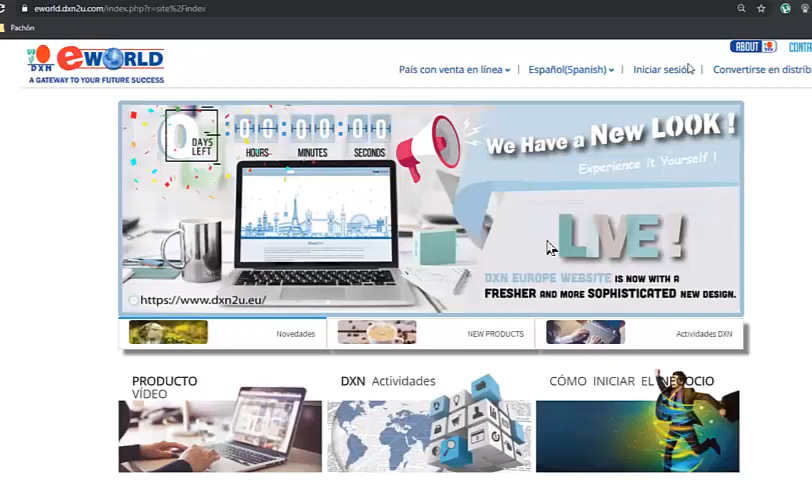 eworld.dxn2u.com/index.php?r=site%2Findex
Pachón
DXN eWORLD
A GATEWAY TO YOUR FUTURE SUCCESS
ABOUT DXN
CONTA
País con venta en línea | Español(Spanish) | Iniciar sesión | Convertirse en distrib
0 DAYS LEFT 00:00:00
HOURS MINUTES SECONDS
We Have a New LOOK !
Experience it Yourself !
LIVE!
DXN EUROPE WEBSITE IS NOW WITH A
FRESHER AND MORE SOPHISTICATED NEW DESIGN.
https://www.dxn2u.eu/
Novedades
NEW PRODUCTS
Actividades DXN
PRODUCTO
VÍDEO
DXN Actividades
CÓMO INICIAR EL NEGOCIO